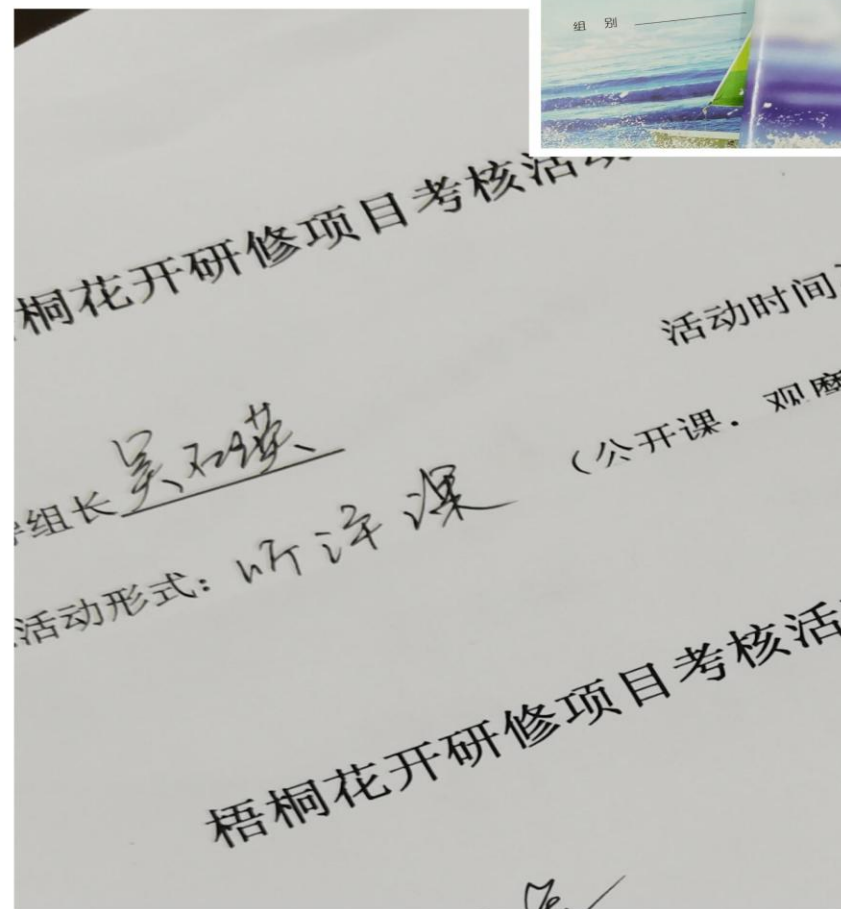 组 别
桐花开研修项目考核活动
活动时间
组长吴
(公开课.观摩
活动形式:听评课
梧桐花开研修项目考核活